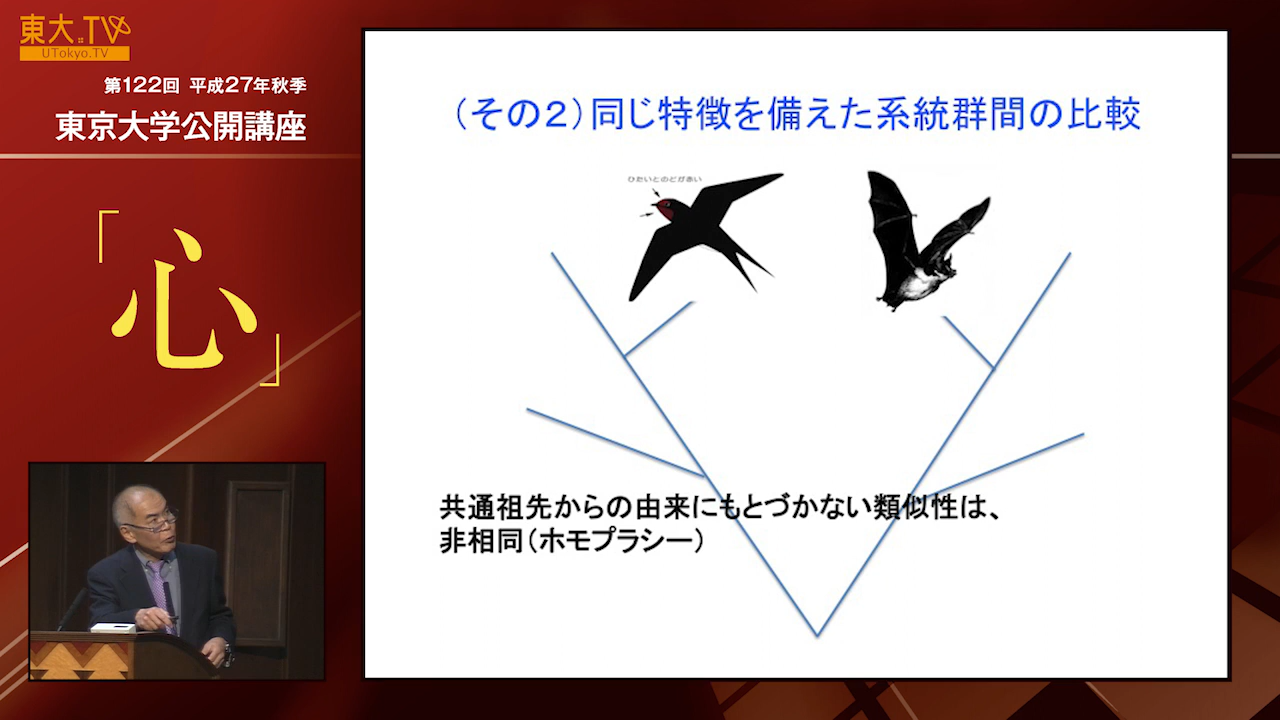 東大.TV
UTokyo.TV
第122回 平成27年秋季
東京大学公開講座
「心」
（その２）同じ特徴を備えた系統群間の比較
ひたいとのどが赤い
共通祖先からの由来にもとづかない類似性は、
非相同（ホモプラシー）